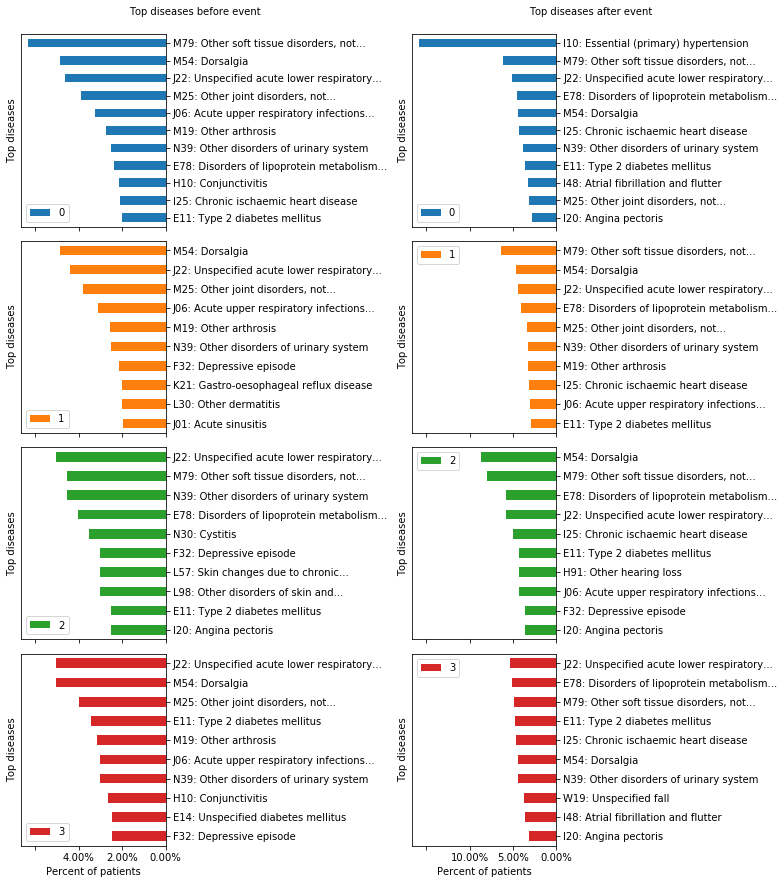 Top diseases before event
Top diseases after event
Top diseases
M79: Other soft tissue disorders, not...
M54: Dorsalgia
J22: Unspecified acute lower respiratory...
M25: Other joint disorders, not...
J06: Acute upper respiratory infections...
M19: Other arthrosis
N39: Other disorders of urinary system
E78: Disorders of lipoprotein metabolism...
H10: Conjunctivitis
I25: Chronic ischaemic heart disease
E11: Type 2 diabetes mellitus
0
Top diseases
I10: Essential (primary) hypertension
M79: Other soft tissue disorders, not...
J22: Unspecified acute lower respiratory...
E78: Disorders of lipoprotein metabolism...
M54: Dorsalgia
I25: Chronic ischaemic heart disease
N39: Other disorders of urinary system
E11: Type 2 diabetes mellitus
I48: Atrial fibrillation and flutter
M25: Other joint disorders, not...
I20: Angina pectoris
0
Top diseases
M54: Dorsalgia
J22: Unspecified acute lower respiratory...
M25: Other joint disorders, not...
J06: Acute upper respiratory infections...
M19: Other arthrosis
N39: Other disorders of urinary system
F32: Depressive episode
K21: Gastro-oesophageal reflux disease
L30: Other dermatitis
J01: Acute sinusitis
1
Top diseases
1
M79: Other soft tissue disorders, not...
M54: Dorsalgia
J22: Unspecified acute lower respiratory...
E78: Disorders of lipoprotein metabolism...
M25: Other joint disorders, not...
N39: Other disorders of urinary system
M19: Other arthrosis
I25: Chronic ischaemic heart disease
J06: Acute upper respiratory infections...
E11: Type 2 diabetes mellitus
Top diseases
J22: Unspecified acute lower respiratory...
M79: Other soft tissue disorders, not...
N39: Other disorders of urinary system
E78: Disorders of lipoprotein metabolism...
N30: Cystitis
F32: Depressive episode
L57: Skin changes due to chronic...
L98: Other disorders of skin and...
E11: Type 2 diabetes mellitus
I20: Angina pectoris
2
Top diseases
2
M54: Dorsalgia
M79: Other soft tissue disorders, not...
E78: Disorders of lipoprotein metabolism...
J22: Unspecified acute lower respiratory...
I25: Chronic ischaemic heart disease
E11: Type 2 diabetes mellitus
H91: Other hearing loss
J06: Acute upper respiratory infections...
F32: Depressive episode
I20: Angina pectoris
Top diseases
J22: Unspecified acute lower respiratory...
M54: Dorsalgia
M25: Other joint disorders, not...
E11: Type 2 diabetes mellitus
M19: Other arthrosis
J06: Acute upper respiratory infections...
N39: Other disorders of urinary system
H10: Conjunctivitis
E14: Unspecified diabetes mellitus
F32: Depressive episode
3
4.00% 2.00% 0.00%
Percent of patients
Top diseases
3
J22: Unspecified acute lower respiratory...
E78: Disorders of lipoprotein metabolism...
M79: Other soft tissue disorders, not...
E11: Type 2 diabetes mellitus
I25: Chronic ischaemic heart disease
M54: Dorsalgia
N39: Other disorders of urinary system
W19: Unspecified fall
I48: Atrial fibrillation and flutter
I20: Angina pectoris
10.00% 5.00% 0.00%
Percent of patients